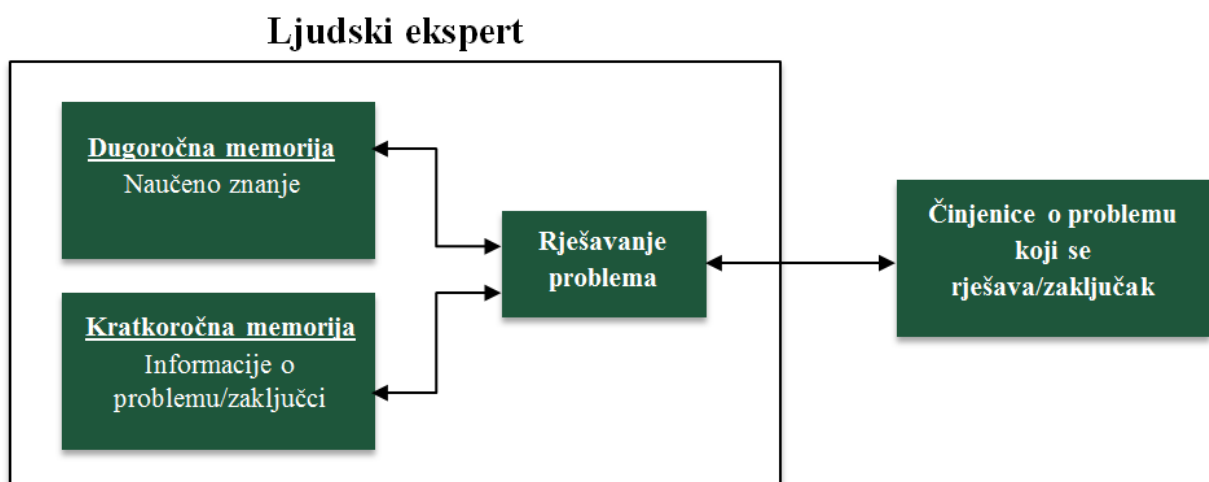 Ljudski ekspert
Dugoročna memorija
Naučeno znanje
Kratkoročna memorija
Informacije o
problemu/zaključci
Rješavanje
problema
Činjenice o problemu
koji se
rješava/zaključak